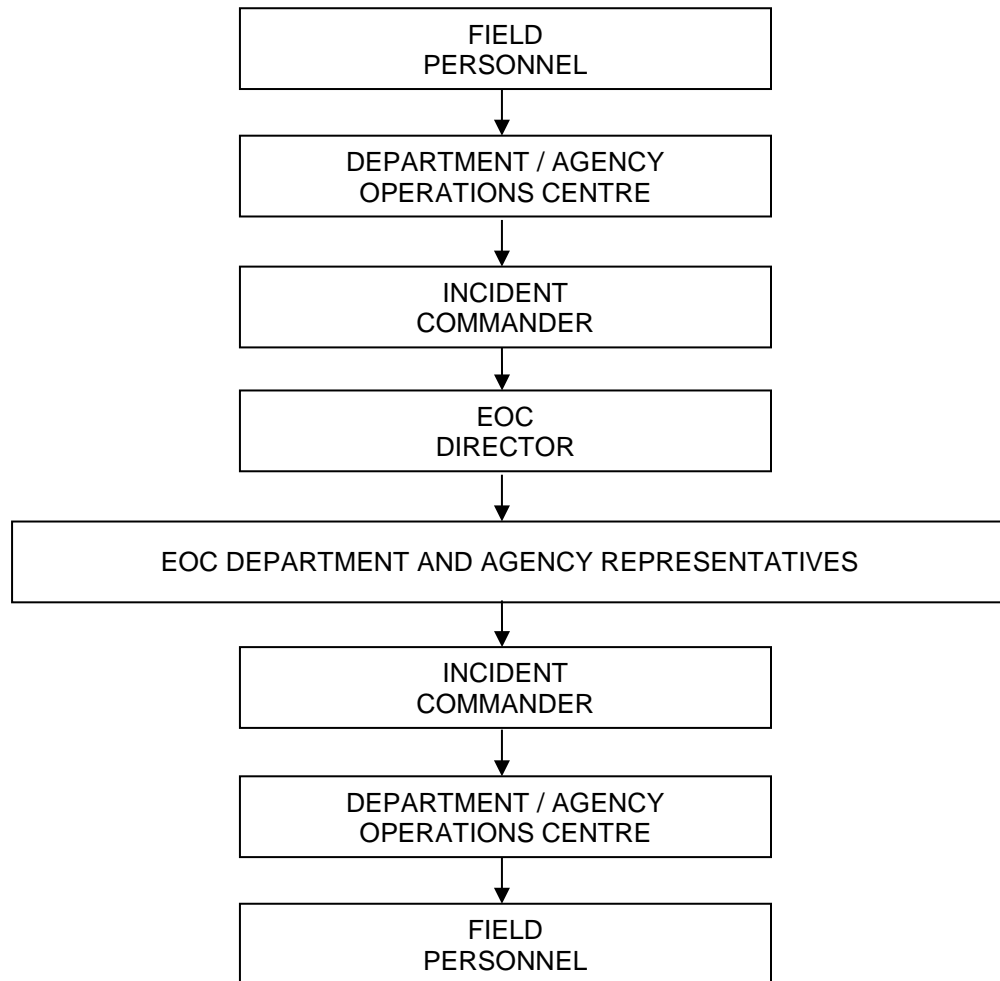 FIELD
PERSONNEL
DEPARTMENT / AGENCY
OPERATIONS CENTRE
INCIDENT
COMMANDER
EOC
DIRECTOR
EOC DEPARTMENT AND AGENCY REPRESENTATIVES
INCIDENT
COMMANDER
DEPARTMENT / AGENCY
OPERATIONS CENTRE
FIELD
PERSONNEL